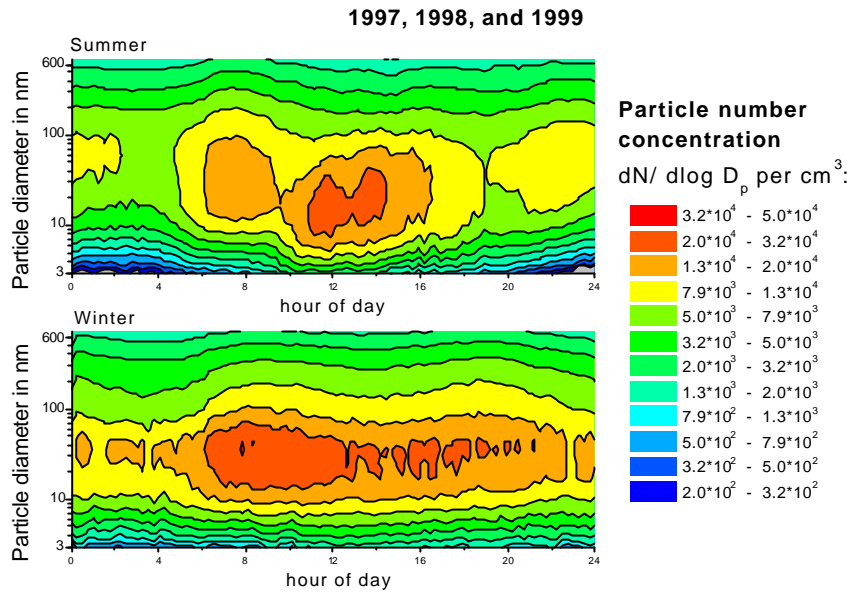 1997, 1998, and 1999
Summer
Particle diameter in nm
600
100
10
3
0 4 8 12 16 20 24
hour of day
Winter
Particle diameter in nm
600
100
10
3
0 4 8 12 16 20 24
hour of day
Particle number
concentration
dN/ dlog D_p per cm^3:
3.2*10^4 - 5.0*10^4
2.0*10^4 - 3.2*10^4
1.3*10^4 - 2.0*10^4
7.9*10^3 - 1.3*10^4
5.0*10^3 - 7.9*10^3
3.2*10^3 - 5.0*10^3
2.0*10^3 - 3.2*10^3
1.3*10^3 - 2.0*10^3
7.9*10^2 - 1.3*10^3
5.0*10^2 - 7.9*10^2
3.2*10^2 - 5.0*10^2
2.0*10^2 - 3.2*10^2